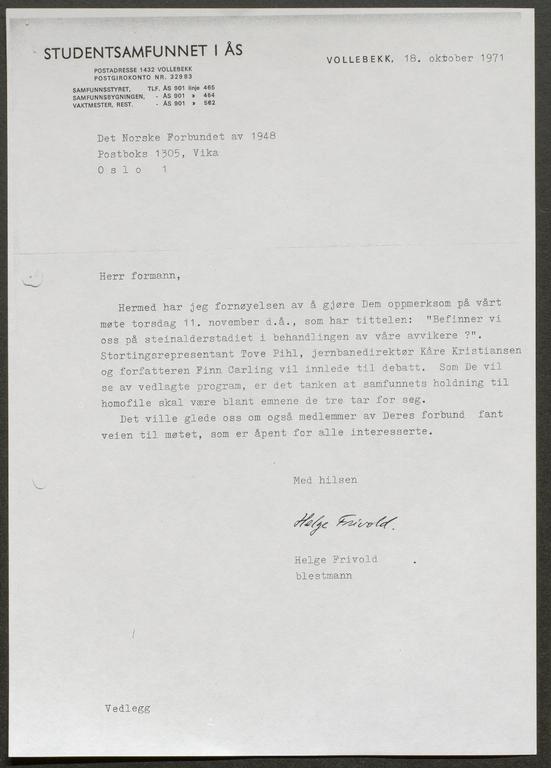 STUDENTSAMFUNNET I ÅS
POSTADRESSE 1432 VOLLEBEKK
POSTGIROKONTO NR. 32983
SAMFUNNSSTYRET, TLF. ÅS 901 linje 465
SAMFUNNSBYGNINGEN, - ÅS 901 » 464
VAKTMESTER, REST. - ÅS 901 » 562
VOLLEBEKK, 18. oktober 1971
Det Norske Forbundet av 1948
Postboks 1305, Vika
O s l o 1
Herr formann,
Hermed har jeg fornøyelsen av å gjøre Dem oppmerksom på vårt
møte torsdag 11. november d.å., som har tittelen: "Befinner vi
oss på steinalderstadiet i behandlingen av våre avvikere ?".
Stortingsrepresentant Tove Pihl, jernbanedirektør Kåre Kristiansen
og forfatteren Finn Carling vil innlede til debatt. Som De vil
se av vedlagte program, er det tanken at samfunnets holdning til
homofile skal være blant emnene de tre tar for seg.
Det ville glede oss om også medlemmer av Deres forbund fant
veien til møtet, som er åpent for alle interesserte.
Med hilsen
Helge Frivold.
Helge Frivold
blestmann
Vedlegg